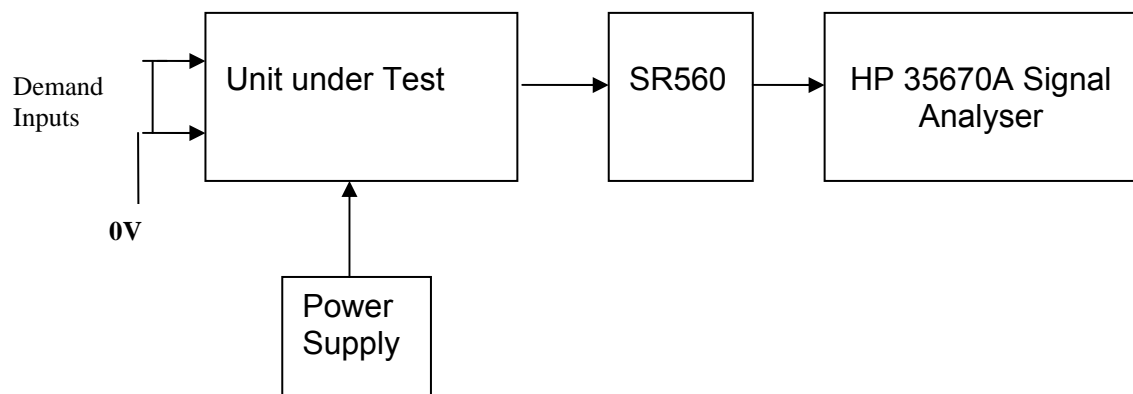 Demand
Inputs
0V
Unit under Test
SR560
HP 35670A Signal
Analyser
Power
Supply